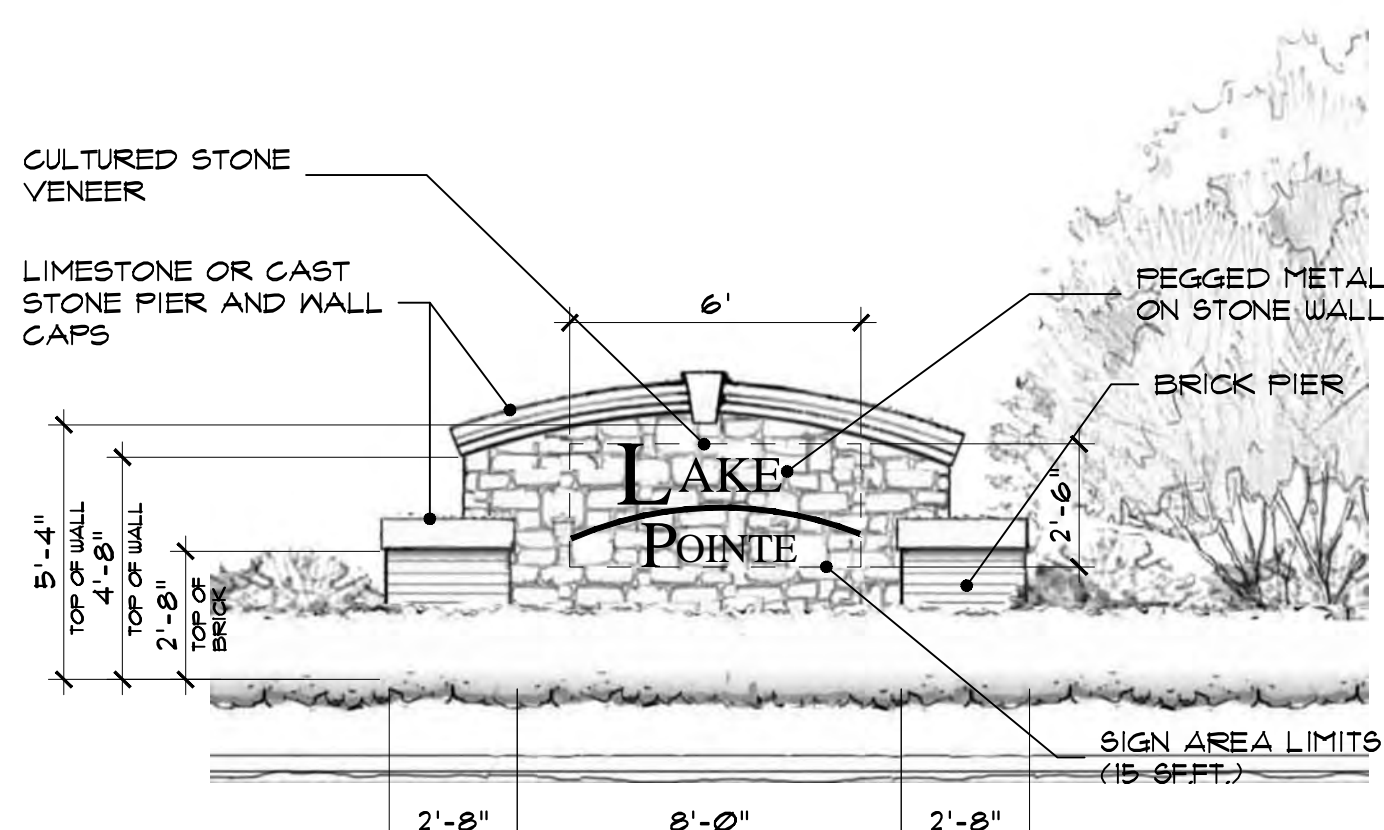 CULTURED STONE
VENEER
LIMESTONE OR CAST
STONE PIER AND WALL
CAPS
6'
PEGGED METAL
ON STONE WALL
BRICK PIER
LAKE
POINTE
2'-6"
5'-4"
TOP OF WALL
4'-8"
TOP OF WALL
2'-8"
TOP OF
BRICK
SIGN AREA LIMITS
(15 SF.FT.)
2'-8"
8'-0"
2'-8"